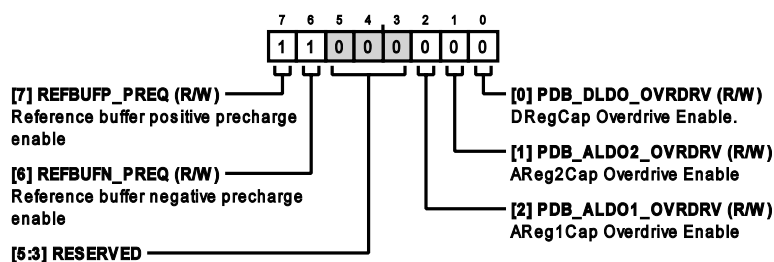 7 6 5 4 3 2 1 0
1 1 0 0 0 0 0 0
[7] REFBUFP_PREQ (R/W)
Reference buffer positive precharge
enable
[6] REFBUFN_PREQ (R/W)
Reference buffer negative precharge
enable
[5:3] RESERVED
[0] PDB_DLDO_OVRDRV (R/W)
DRegCap Overdrive Enable.
[1] PDB_ALDO2_OVRDRV (R/W)
AReg2Cap Overdrive Enable
[2] PDB_ALDO1_OVRDRV (R/W)
AReg1Cap Overdrive Enable